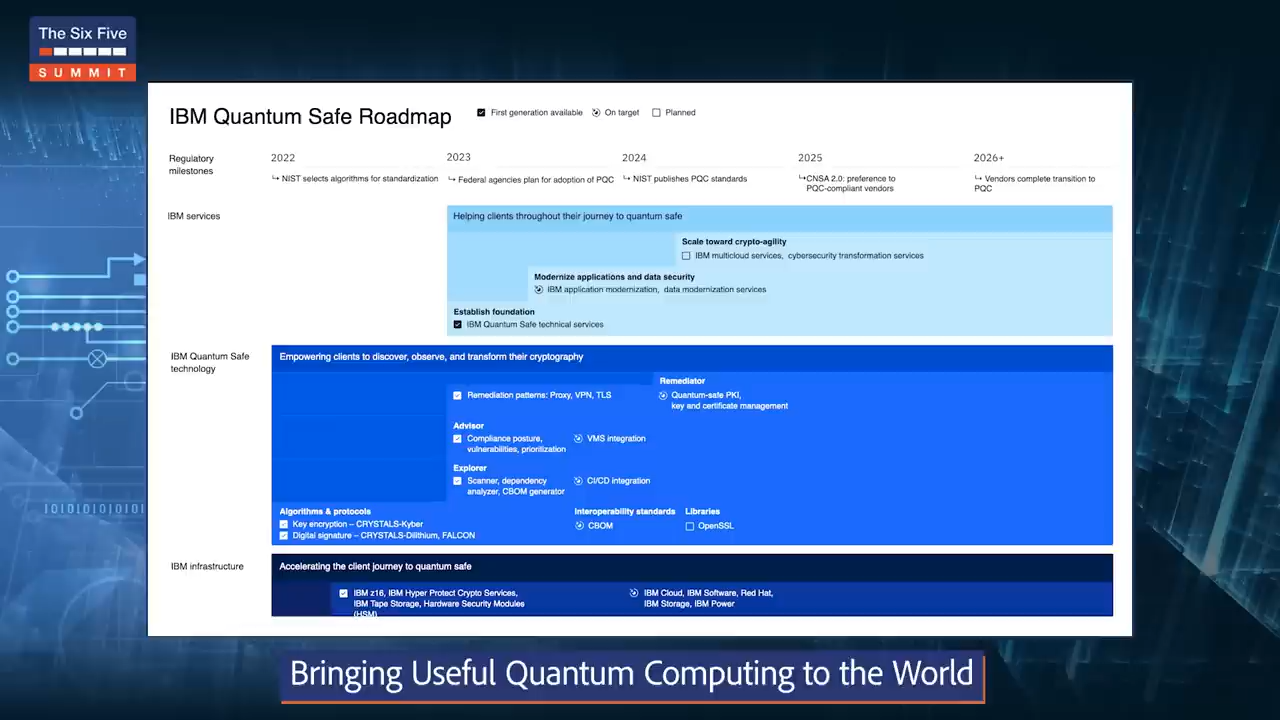 The Six Five
SUMMIT
IBM Quantum Safe Roadmap
First generation available
On target
Planned
Regulatory
milestones
2022
↳ NIST selects algorithms for standardization
2023
↳ Federal agencies plan for adoption of PQC
2024
↳ NIST publishes PQC standards
2025
↳CNSA 2.0: preference to
PQC-compliant vendors
2026+
↳ Vendors complete transition to
PQC
IBM services
Helping clients throughout their journey to quantum safe
Scale toward crypto-agility
IBM multicloud services, cybersecurity transformation services
Modernize applications and data security
IBM application modernization, data modernization services
Establish foundation
IBM Quantum Safe technical services
IBM Quantum Safe
technology
Empowering clients to discover, observe, and transform their cryptography
Remediator
Remediation patterns: Proxy, VPN, TLS
Quantum-safe PKI,
key and certificate management
Advisor
Compliance posture,
vulnerabilities, prioritization
VMS integration
Explorer
Scanner, dependency
analyzer, CBOM generator
CI/CD integration
Algorithms & protocols
Key encryption – CRYSTALS-Kyber
Digital signature – CRYSTALS-Dilithium, FALCON
Interoperability standards
CBOM
Libraries
OpenSSL
IBM infrastructure
Accelerating the client journey to quantum safe
IBM z16, IBM Hyper Protect Crypto Services,
IBM Tape Storage, Hardware Security Modules
(HSM)
IBM Cloud, IBM Software, Red Hat,
IBM Storage, IBM Power
101010101010
Bringing Useful Quantum Computing to the World